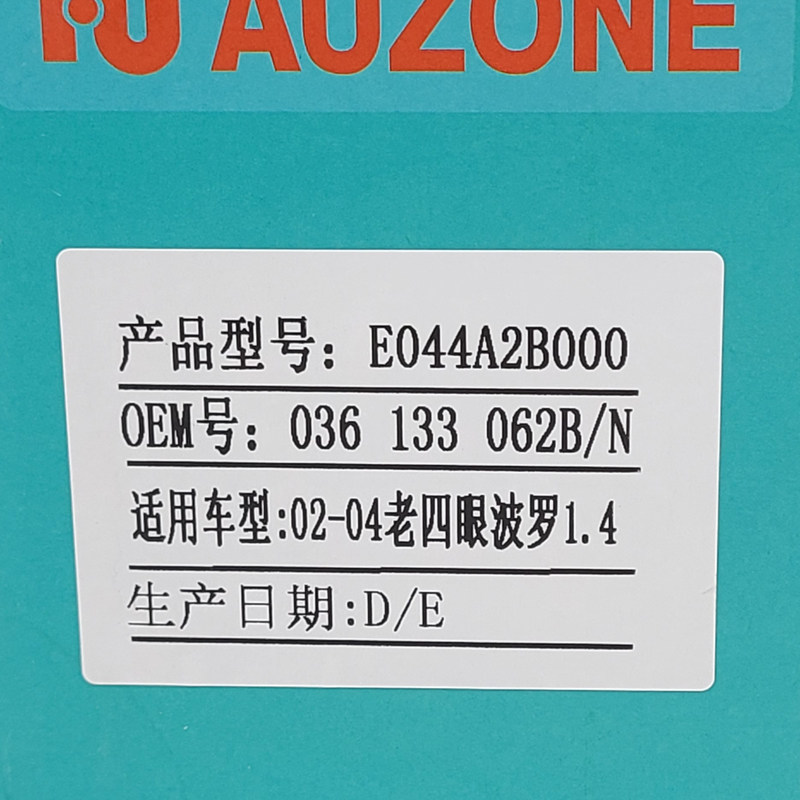 AUZONE
产品型号：E044A2B000
OEM号：036 133 062B/N
适用车型:02-04老四眼波罗1.4
生产日期:D/E